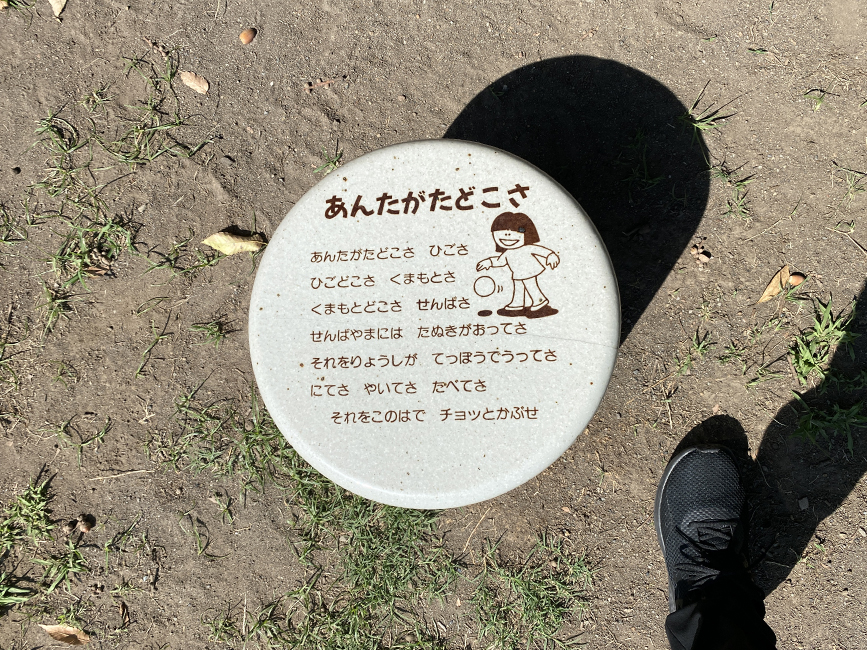 あんたがたどこさ
あんたがたどこさ　ひごさ
ひごどこさ　くまもとさ
くまもとどこさ　せんばさ
せんばやまには　たぬきがおってさ
それをりょうしが　てっぽうでうってさ
にてさ　やいてさ　たべてさ
それをこのはで　チョッとかぶせ